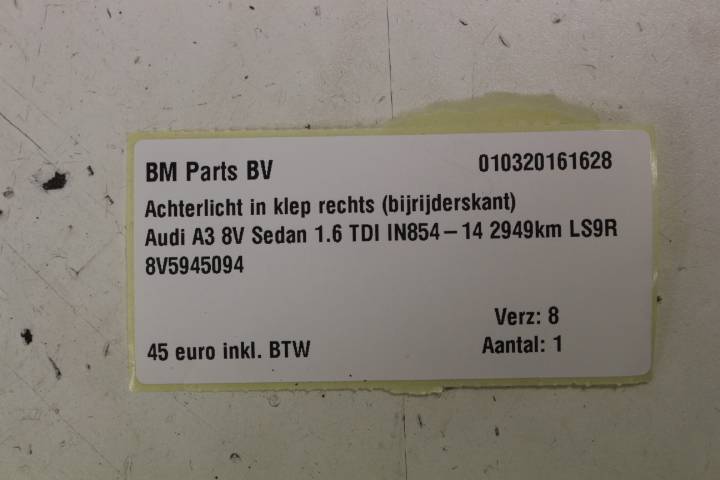 BM Parts BV 010320161628
Achterlicht in klep rechts (bijrijderskant)
Audi A3 8V Sedan 1.6 TDI IN854-14 2949km LS9R
8V5945094
Verz: 8
45 euro inkl. BTW Aantal: 1